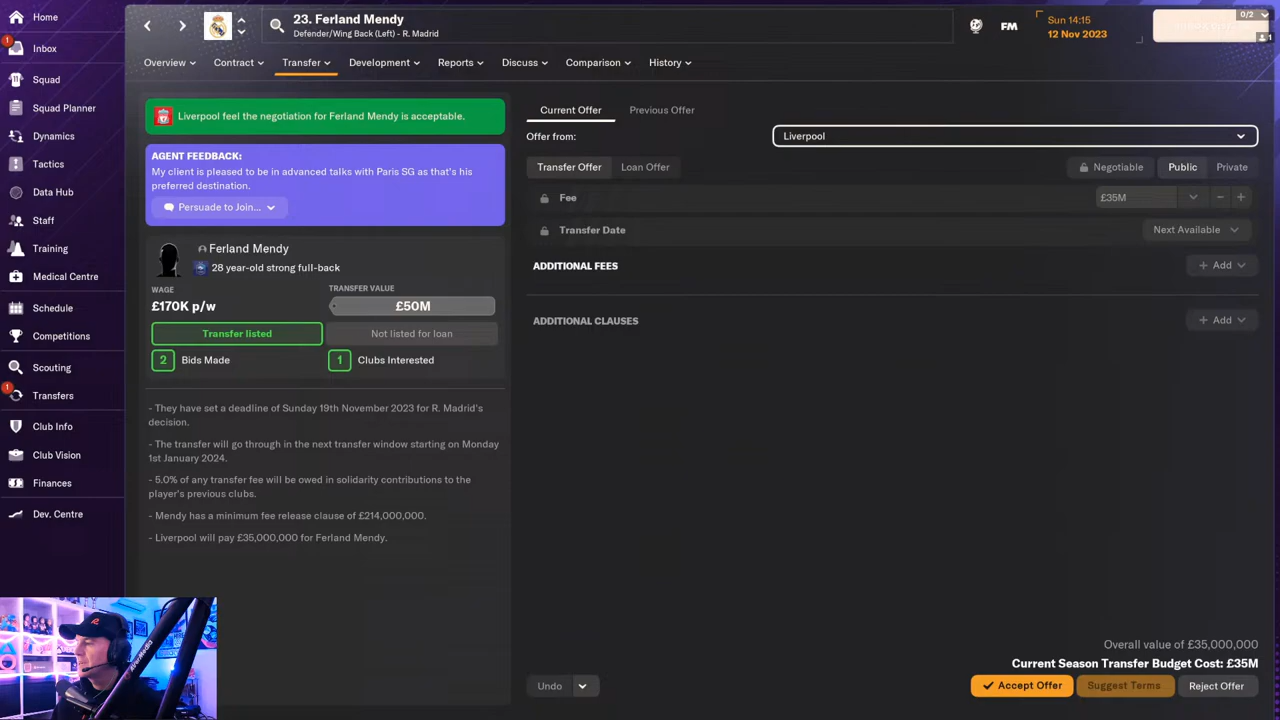 Home
Inbox
Squad
Squad Planner
Dynamics
Tactics
Data Hub
Staff
Training
Medical Centre
Schedule
Competitions
Scouting
Transfers
Club Info
Club Vision
Finances
Dev. Centre
1
1
23. Ferland Mendy
Defender/Wing Back (Left) - R. Madrid
FM
Sun 14:15
12 Nov 2023
0/2
1
Overview
Contract
Transfer
Development
Reports
Discuss
Comparison
History
Liverpool feel the negotiation for Ferland Mendy is acceptable.
AGENT FEEDBACK:
My client is pleased to be in advanced talks with Paris SG as that's his
preferred destination.
Persuade to Join...
Ferland Mendy
28 year-old strong full-back
WAGE
£170K p/w
TRANSFER VALUE
£50M
Transfer listed
Not listed for loan
2 Bids Made
1 Clubs Interested
- They have set a deadline of Sunday 19th November 2023 for R. Madrid's
decision.
- The transfer will go through in the next transfer window starting on Monday
1st January 2024.
- 5.0% of any transfer fee will be owed in solidarity contributions to the
player's previous clubs.
- Mendy has a minimum fee release clause of £214,000,000.
- Liverpool will pay £35,000,000 for Ferland Mendy.
Current Offer
Previous Offer
Offer from:
Liverpool
Transfer Offer
Loan Offer
Negotiable
Public
Private
Fee
£35M
Transfer Date
Next Available
ADDITIONAL FEES
+ Add
ADDITIONAL CLAUSES
+ Add
Overall value of £35,000,000
Current Season Transfer Budget Cost: £35M
Undo
Accept Offer
Suggest Terms
Reject Offer